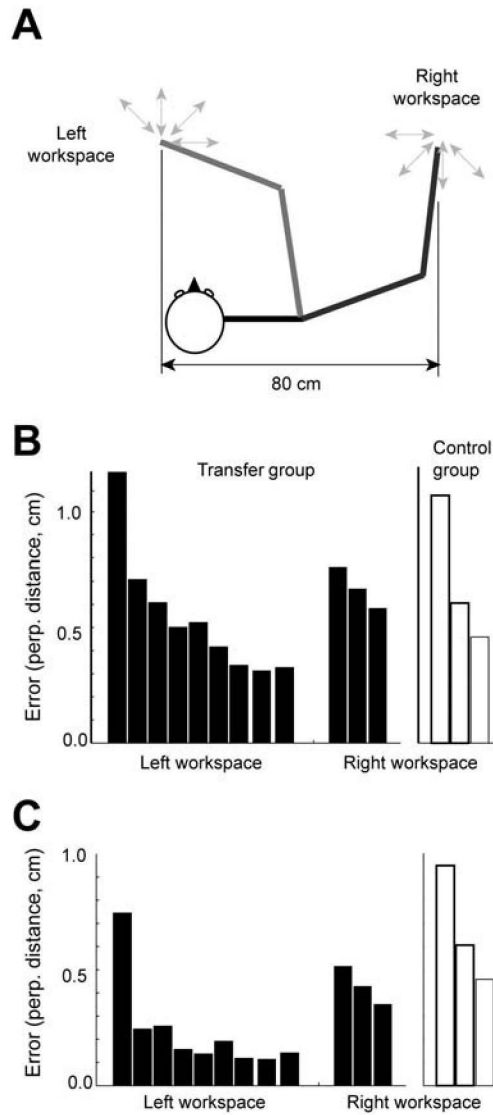 A
Left
workspace
Right
workspace
80 cm
B
Transfer group
Control
group
Error (perp. distance, cm)
1.0
0.5
0.0
Left workspace
Right workspace
C
Error (perp. distance, cm)
1.0
0.5
0.0
Left workspace
Right workspace